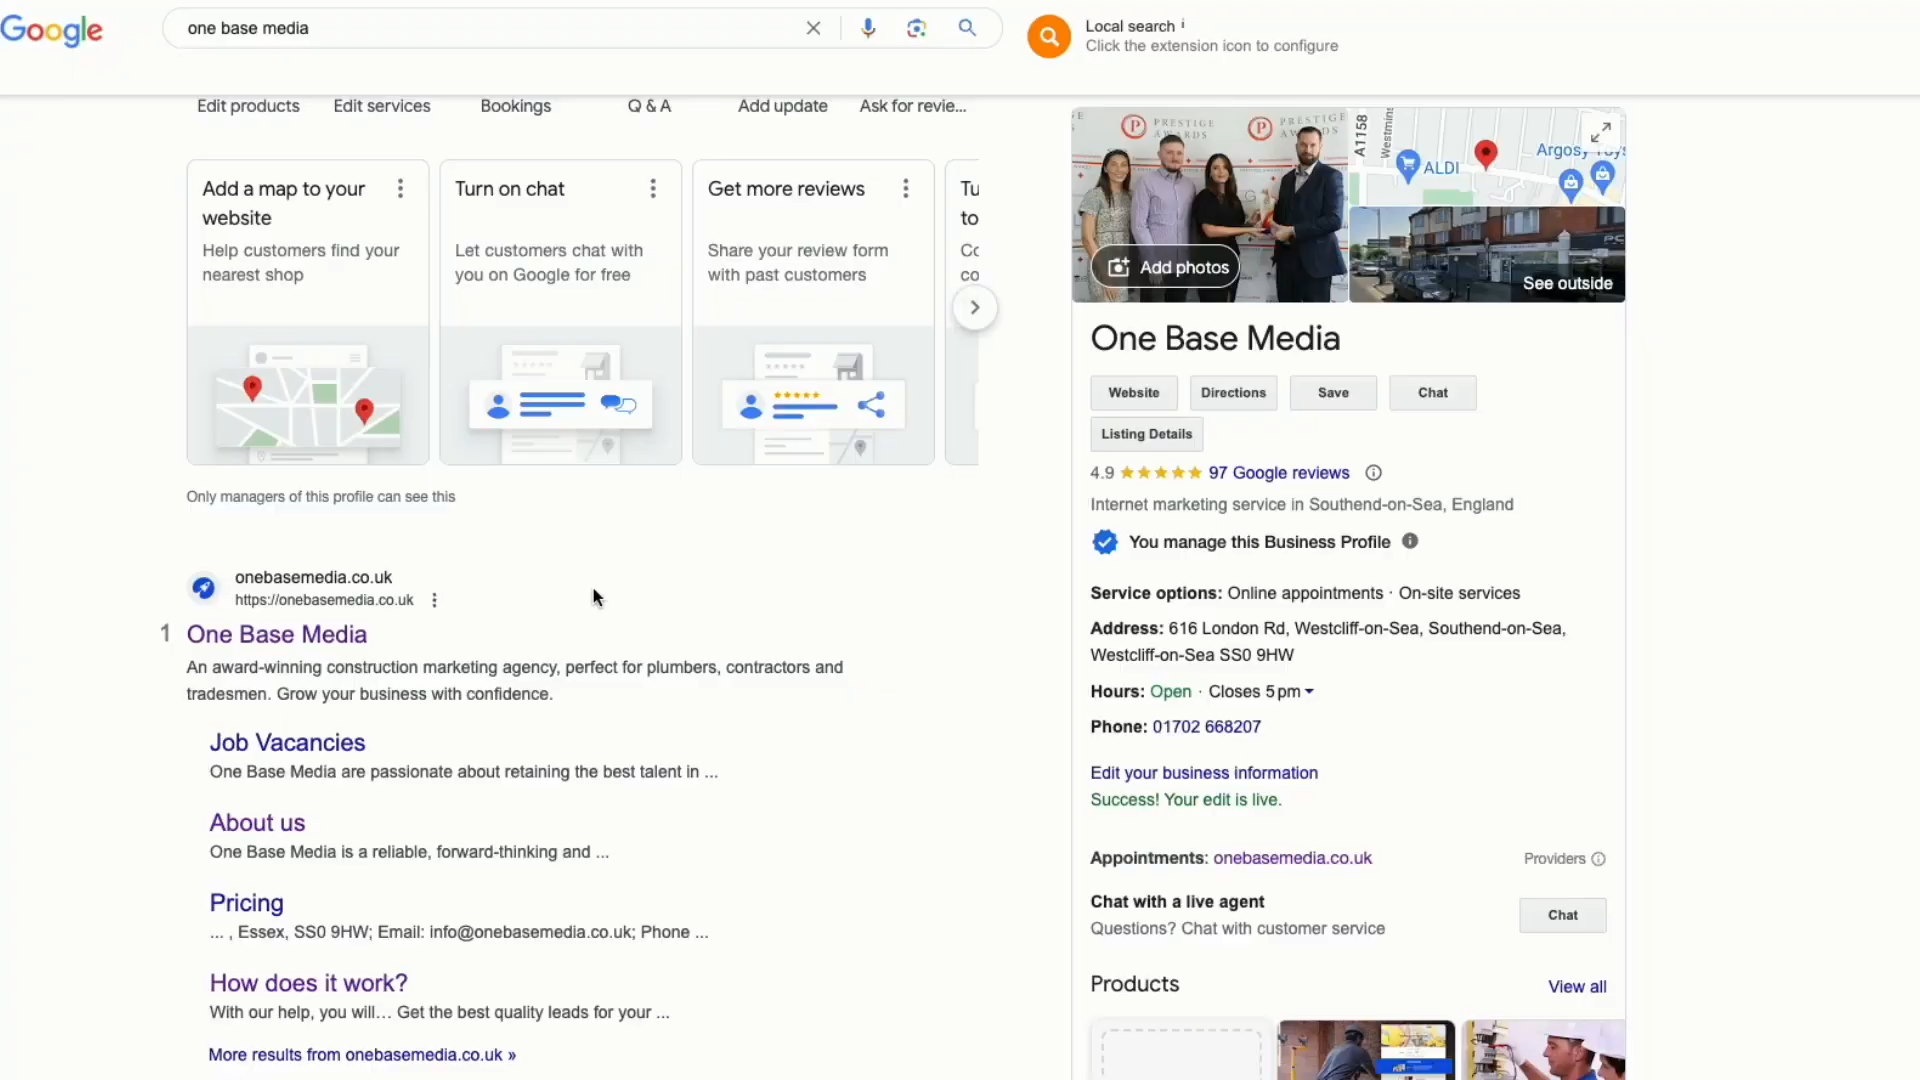 Google
one base media
Local search i
Click the extension icon to configure
Edit products
Edit services
Bookings
Q & A
Add update
Ask for revie...
Add a map to your
website
Help customers find your
nearest shop
Turn on chat
Let customers chat with
you on Google for free
Get more reviews
Share your review form
with past customers
Tu
to
Co
co
Only managers of this profile can see this
onebasemedia.co.uk
https://onebasemedia.co.uk
1 One Base Media
An award-winning construction marketing agency, perfect for plumbers, contractors and
tradesmen. Grow your business with confidence.
Job Vacancies
One Base Media are passionate about retaining the best talent in ...
About us
One Base Media is a reliable, forward-thinking and ...
Pricing
... , Essex, SS0 9HW; Email: info@onebasemedia.co.uk; Phone ...
How does it work?
With our help, you will... Get the best quality leads for your ...
More results from onebasemedia.co.uk »
PRESTIGE
AWARDS
PRESTIGE
AWARDS
Add photos
A1158
Westmins
ALDI
Argosy Toys
See outside
One Base Media
Website
Directions
Save
Chat
Listing Details
4.9 97 Google reviews
Internet marketing service in Southend-on-Sea, England
You manage this Business Profile
Service options: Online appointments · On-site services
Address: 616 London Rd, Westcliff-on-Sea, Southend-on-Sea,
Westcliff-on-Sea SS0 9HW
Hours: Open · Closes 5 pm
Phone: 01702 668207
Edit your business information
Success! Your edit is live.
Appointments: onebasemedia.co.uk
Providers
Chat with a live agent
Questions? Chat with customer service
Chat
Products
View all